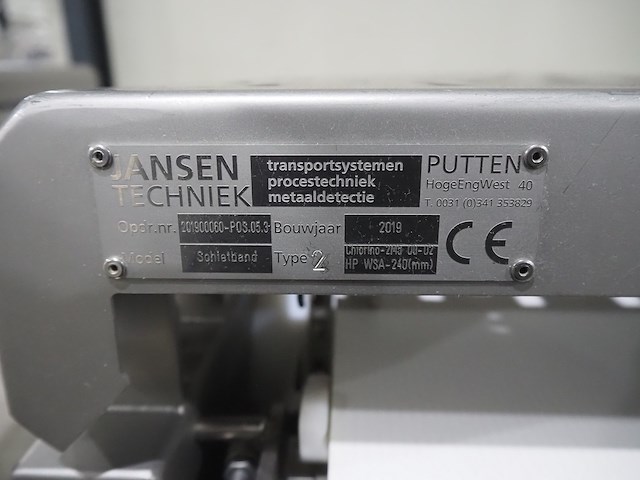 JANSEN TECHNIEK
transportsystemen
procestechniek
metaaldetectie
PUTTEN
HogeEngWest 40
T. 0031 (0)341 353829
Opdr.nr. 201900060-POS.05.3 Bouwjaar 2019
Model Schietband Type 2
HP WSA-240(mm)
CE